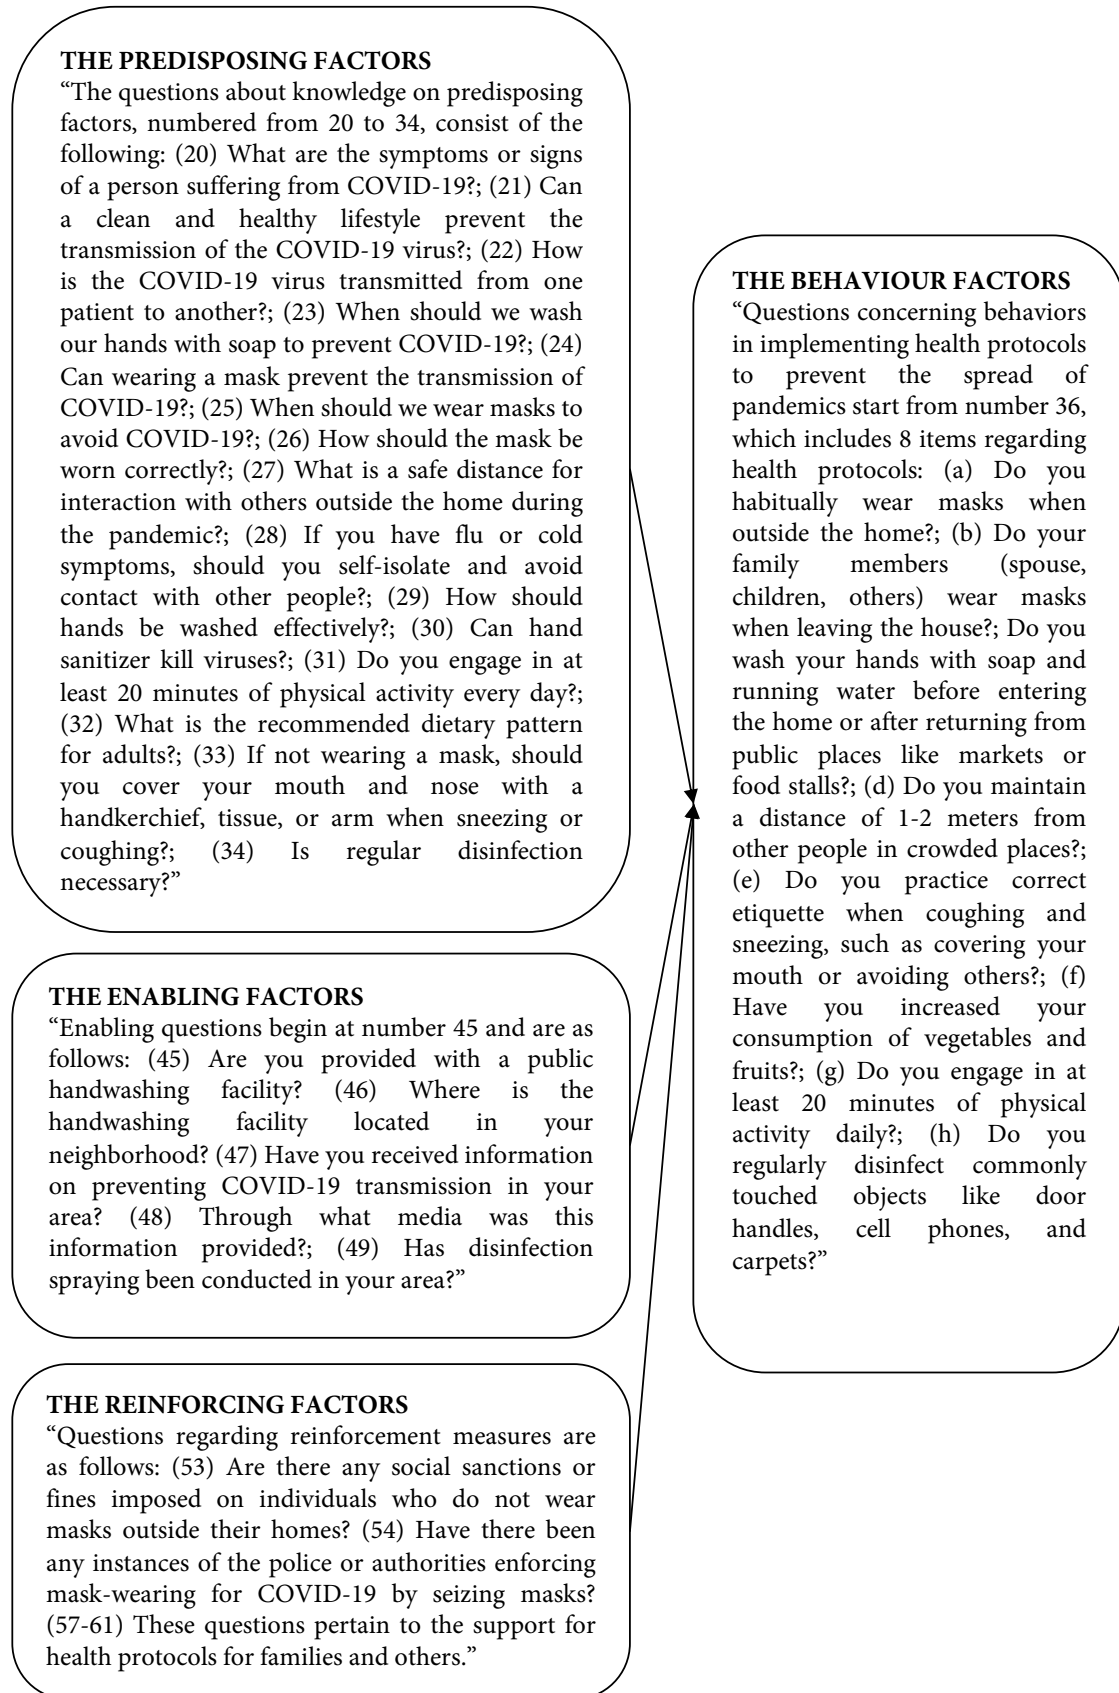 THE PREDISPOSING FACTORS
“The questions about knowledge on predisposing
factors, numbered from 20 to 34, consist of the
following: (20) What are the symptoms or signs
of a person suffering from COVID-19?; (21) Can
a clean and healthy lifestyle prevent the
transmission of the COVID-19 virus?; (22) How
is the COVID-19 virus transmitted from one
patient to another?; (23) When should we wash
our hands with soap to prevent COVID-19?; (24)
Can wearing a mask prevent the transmission of
COVID-19?; (25) When should we wear masks to
avoid COVID-19?; (26) How should the mask be
worn correctly?; (27) What is a safe distance for
interaction with others outside the home during
the pandemic?; (28) If you have flu or cold
symptoms, should you self-isolate and avoid
contact with other people?; (29) How should
hands be washed effectively?; (30) Can hand
sanitizer kill viruses?; (31) Do you engage in at
least 20 minutes of physical activity every day?;
(32) What is the recommended dietary pattern
for adults?; (33) If not wearing a mask, should
you cover your mouth and nose with a
handkerchief, tissue, or arm when sneezing or
coughing?; (34) Is regular disinfection
necessary?”
THE ENABLING FACTORS
“Enabling questions begin at number 45 and are as
follows: (45) Are you provided with a public
handwashing facility? (46) Where is the
handwashing facility located in your
neighborhood? (47) Have you received information
on preventing COVID-19 transmission in your
area? (48) Through what media was this
information provided?; (49) Has disinfection
spraying been conducted in your area?”
THE REINFORCING FACTORS
“Questions regarding reinforcement measures are
as follows: (53) Are there any social sanctions or
fines imposed on individuals who do not wear
masks outside their homes? (54) Have there been
any instances of the police or authorities enforcing
mask-wearing for COVID-19 by seizing masks?
(57-61) These questions pertain to the support for
health protocols for families and others.”
THE BEHAVIOUR FACTORS
“Questions concerning behaviors
in implementing health protocols
to prevent the spread of
pandemics start from number 36,
which includes 8 items regarding
health protocols: (a) Do you
habitually wear masks when
outside the home?; (b) Do your
family members (spouse,
children, others) wear masks
when leaving the house?; Do you
wash your hands with soap and
running water before entering
the home or after returning from
public places like markets or
food stalls?; (d) Do you maintain
a distance of 1-2 meters from
other people in crowded places?;
(e) Do you practice correct
etiquette when coughing and
sneezing, such as covering your
mouth or avoiding others?; (f)
Have you increased your
consumption of vegetables and
fruits?; (g) Do you engage in at
least 20 minutes of physical
activity daily?; (h) Do you
regularly disinfect commonly
touched objects like door
handles, cell phones, and
carpets?”